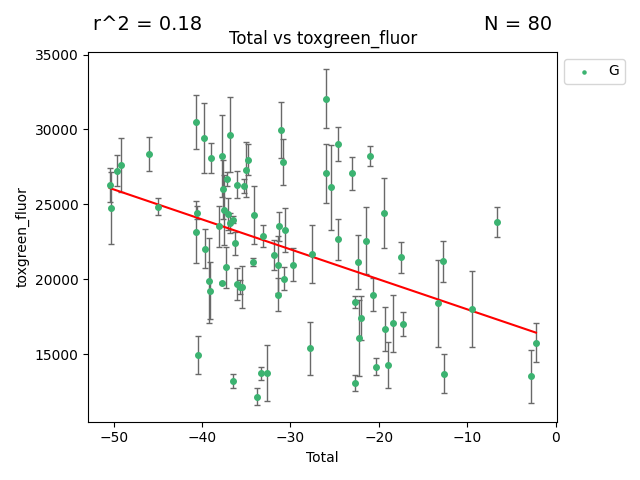 r^2 = 0.18 N = 80
Total vs toxgreen_fluor
G
35000
30000
25000
20000
15000
toxgreen_fluor
−50 −40 −30 −20 −10 0
Total